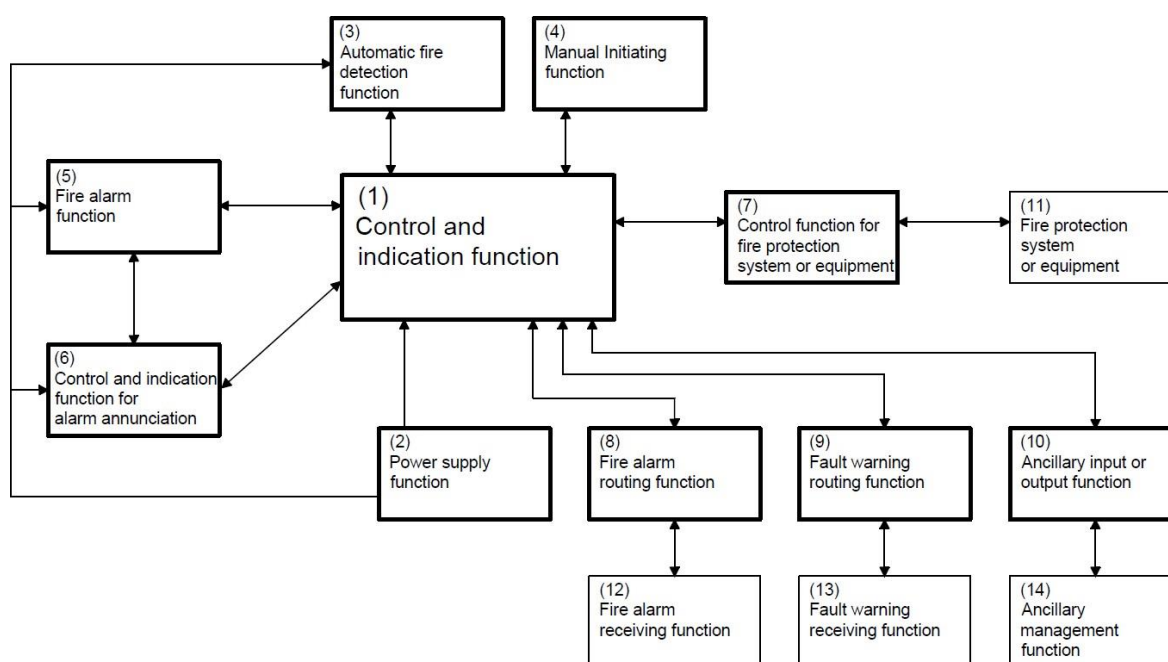 (3)
Automatic fire
detection
function
(4)
Manual Initiating
function
(5)
Fire alarm
function
(1)
Control and
indication function
(7)
Control function for
fire protection
system or equipment
(11)
Fire protection
system
or equipment
(6)
Control and indication
function for
alarm annunciation
(2)
Power supply
function
(8)
Fire alarm
routing function
(9)
Fault warning
routing function
(10)
Ancillary input or
output function
(12)
Fire alarm
receiving function
(13)
Fault warning
receiving function
(14)
Ancillary
management
function